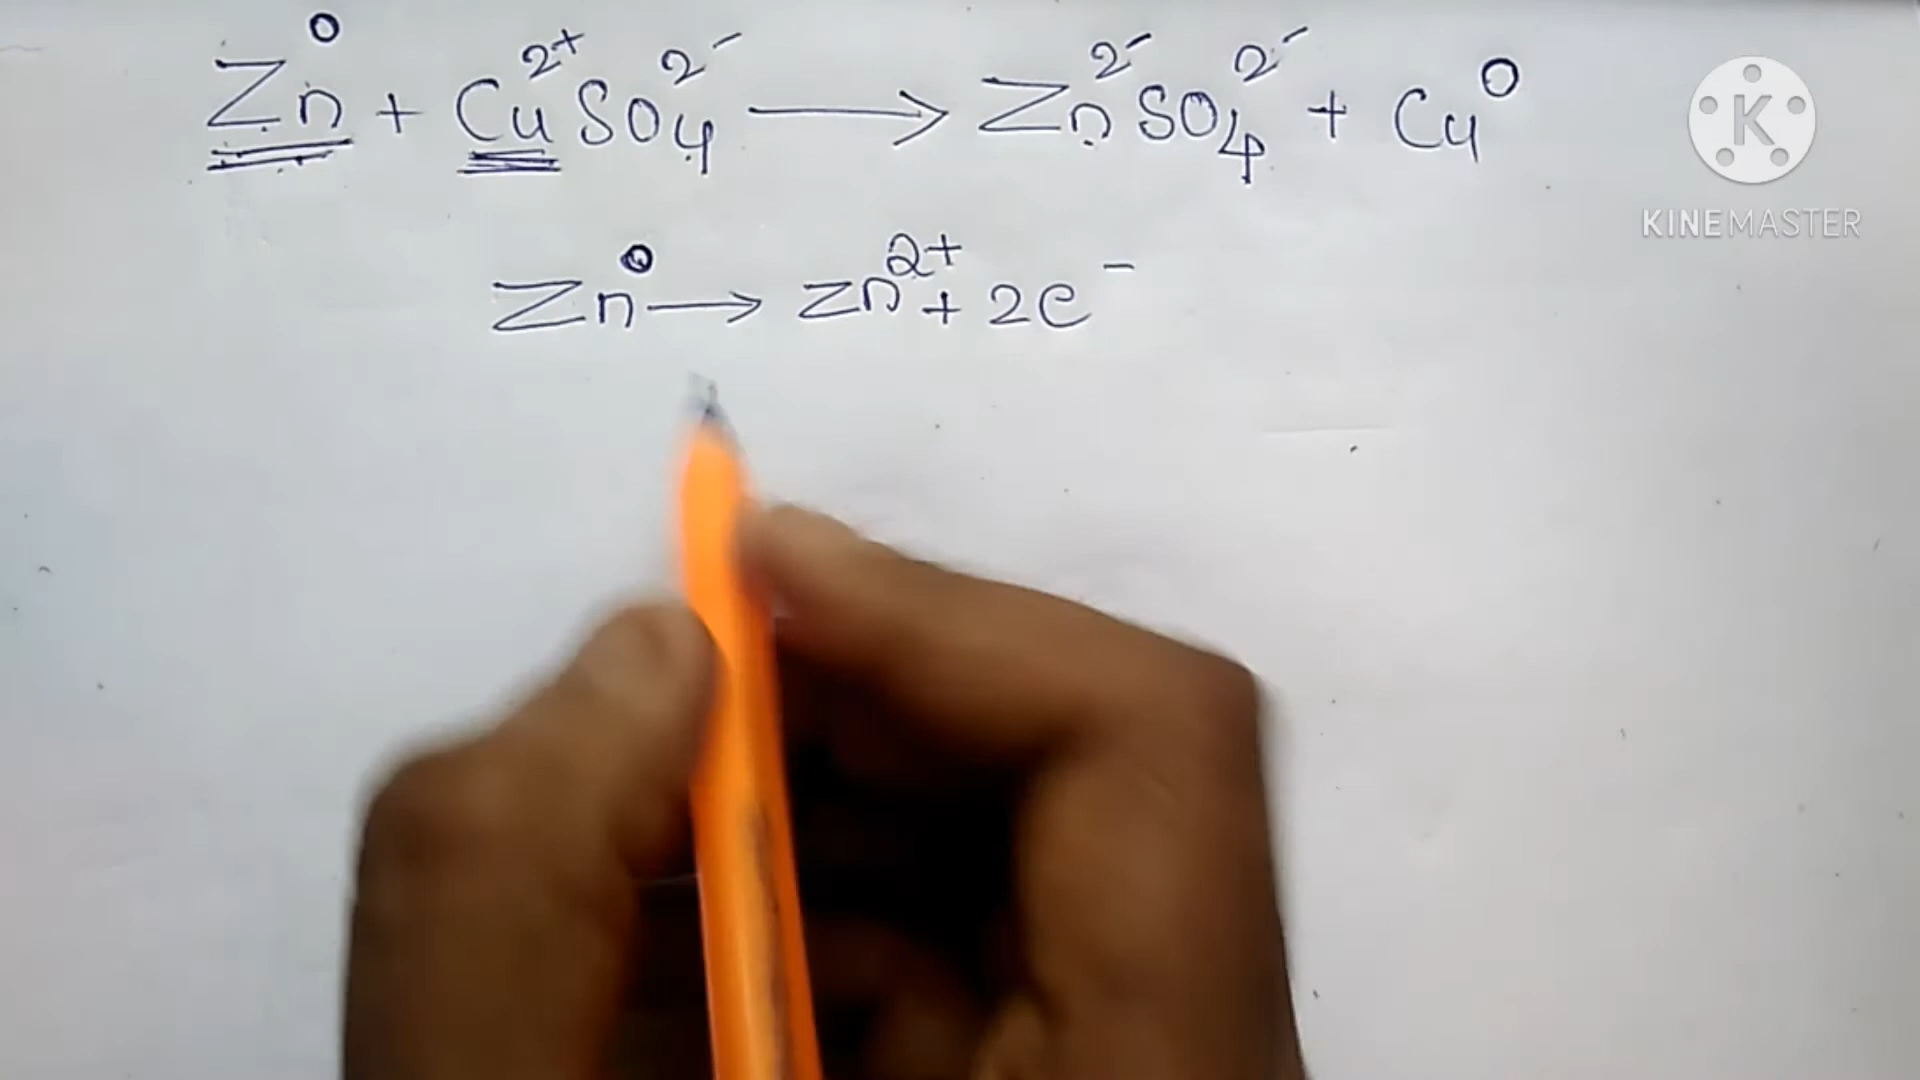 Zn⁰ + Cu²⁺SO₄²⁻ ⟶ Zn²⁻SO₄²⁻ + Cu⁰
K
KINEMASTER
Zn⁰ ⟶ Zn²⁺ + 2e⁻